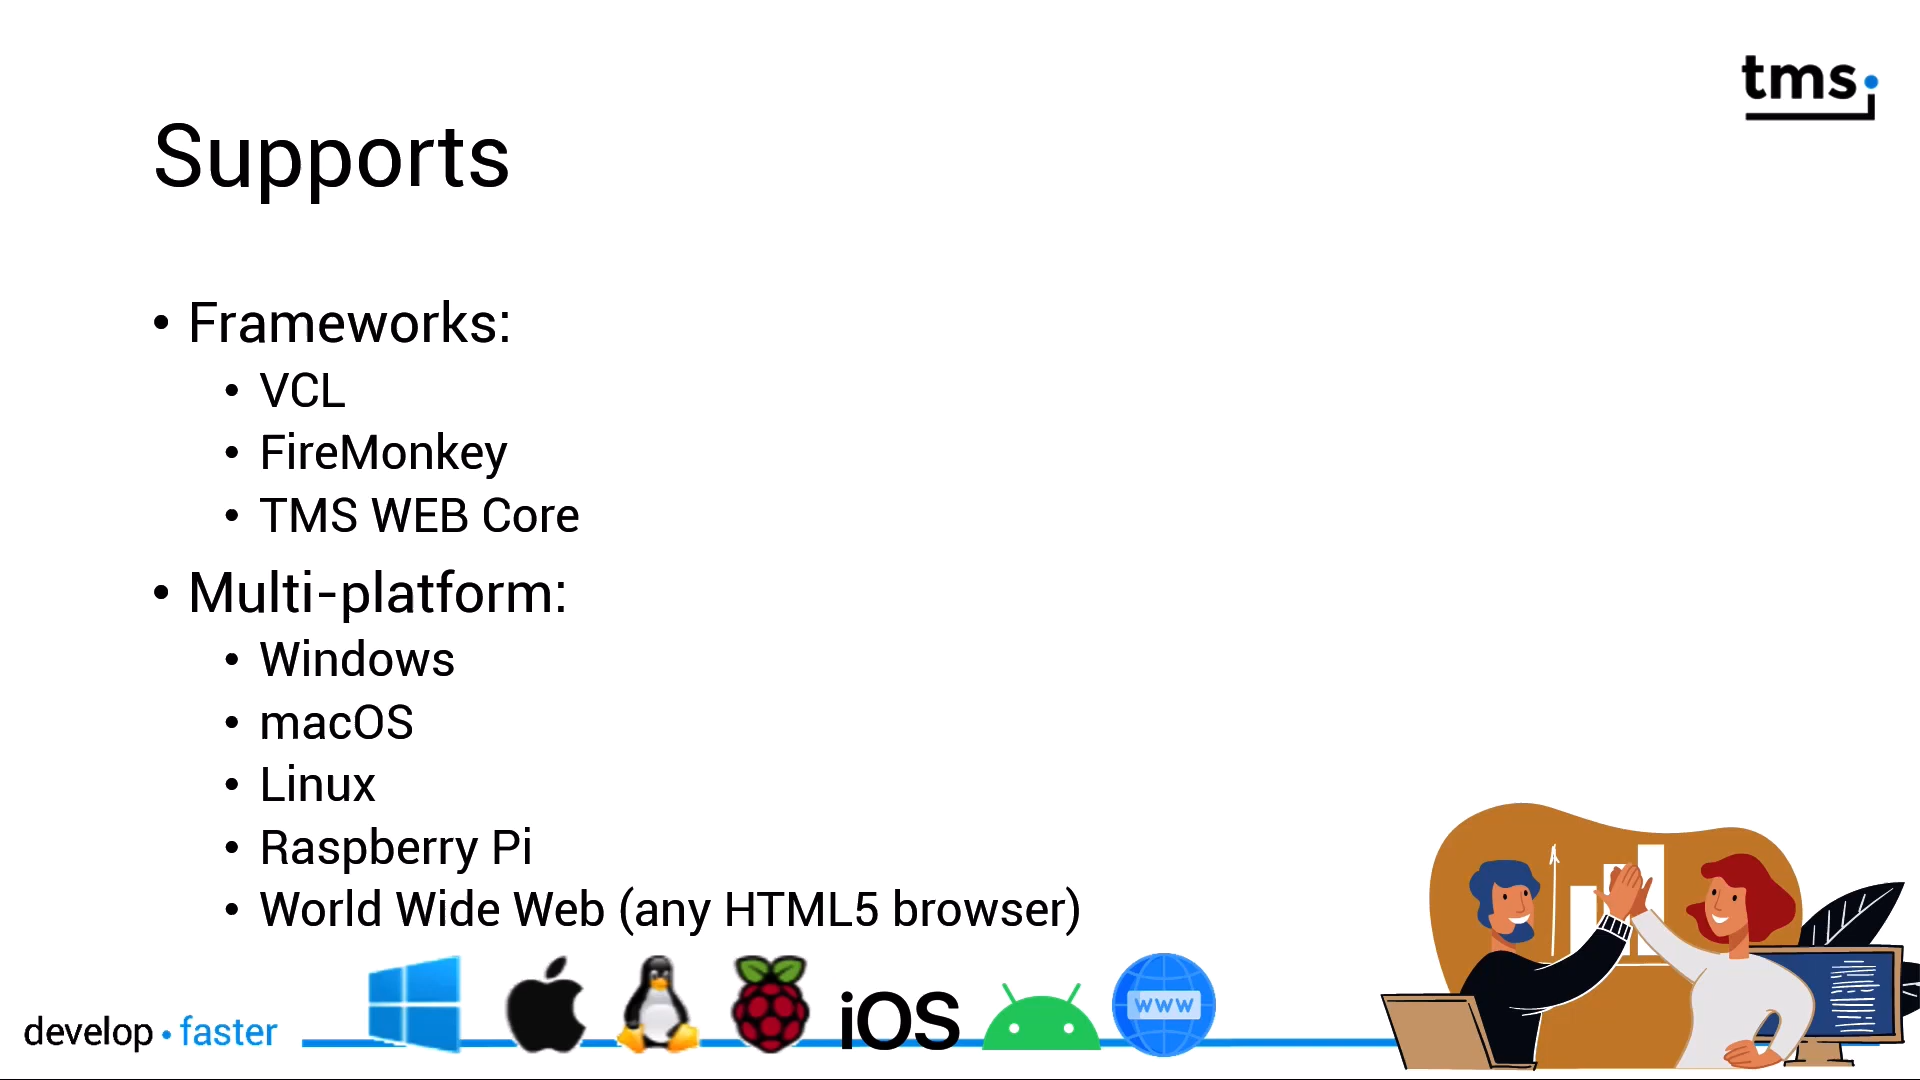 tms
Supports
• Frameworks:
• VCL
• FireMonkey
• TMS WEB Core
• Multi-platform:
• Windows
• macOS
• Linux
• Raspberry Pi
• World Wide Web (any HTML5 browser)
develop • faster
iOS
WWW